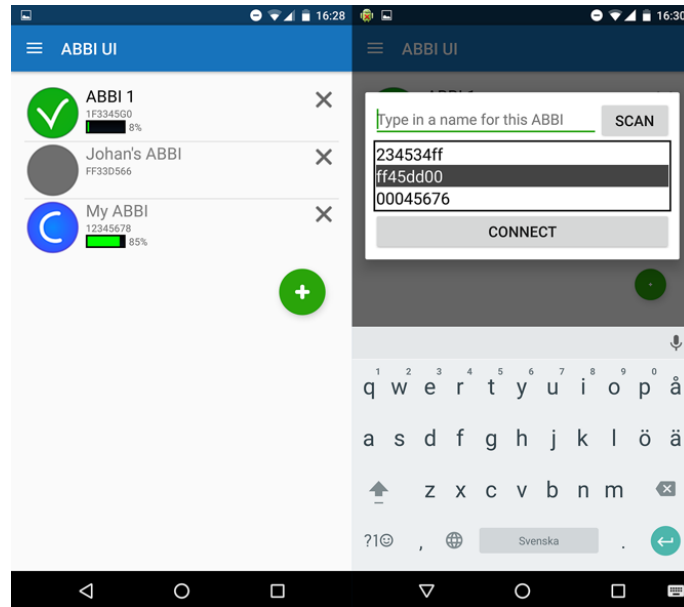 16:28
ABBI UI
ABBI 1
1F3345G0
8%
Johan's ABBI
FF33D566
My ABBI
12345678
85%
+
16:30
ABBI UI
Type in a name for this ABBI
SCAN
234534ff
ff45dd00
00045676
CONNECT
1 2 3 4 5 6 7 8 9 0
q w e r t y u i o p å
a s d f g h j k l ö ä
z x c v b n m
?1☺ , Svenska .